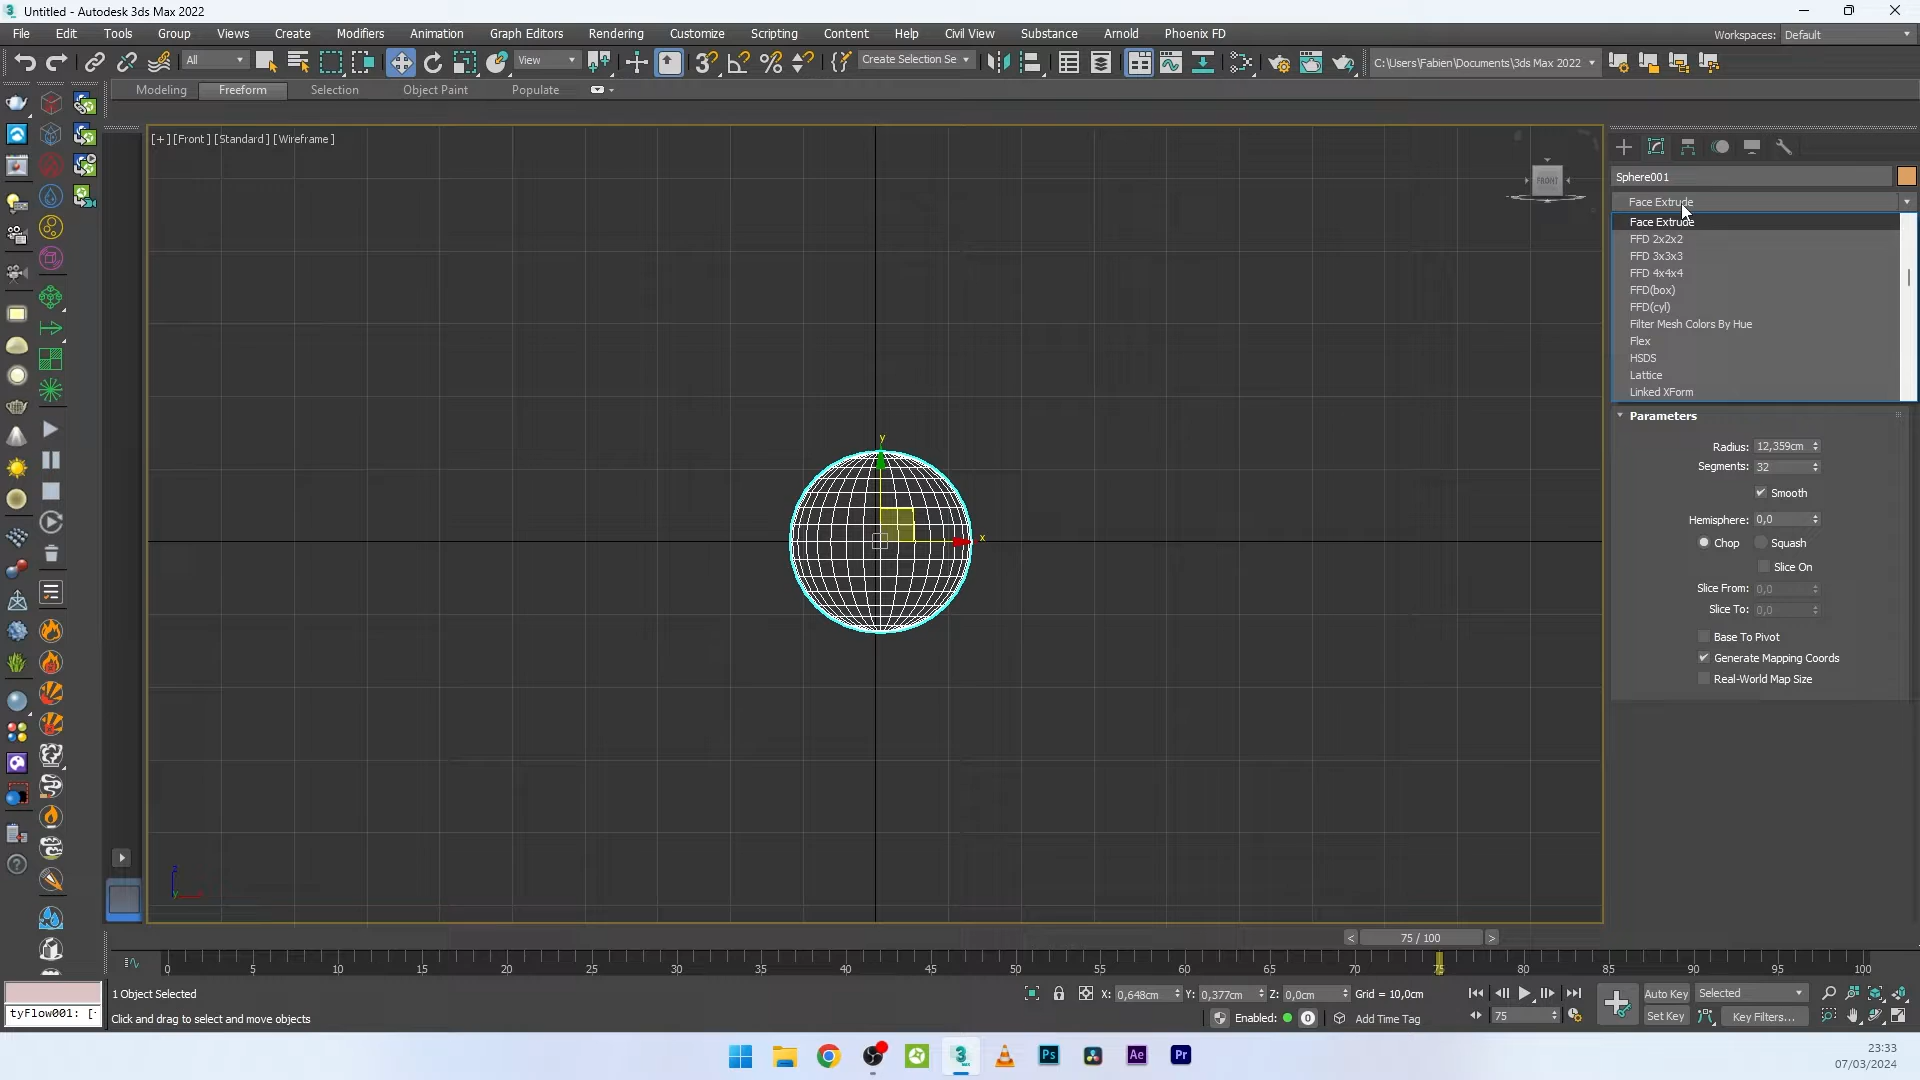 Untitled - Autodesk 3ds Max 2022
File Edit Tools Group Views Create Modifiers Animation Graph Editors Rendering Customize Scripting Content Help Civil View Substance Arnold Phoenix FD
Workspaces: Default
All View Create Selection Se C:\Users\Fabien\Documents\3ds Max 2022
Modeling Freeform Selection Object Paint Populate
[+] [Front] [Standard] [Wireframe]
FRONT
Sphere001
Face Extrude
Face Extrude
FFD 2x2x2
FFD 3x3x3
FFD 4x4x4
FFD(box)
FFD(cyl)
Filter Mesh Colors By Hue
Flex
HSDS
Lattice
Linked XForm
Parameters
Radius: 12,359cm
Segments: 32
Smooth
Hemisphere: 0,0
Chop Squash
Slice On
Slice From: 0,0
Slice To: 0,0
Base To Pivot
Generate Mapping Coords
Real-World Map Size
y
x
z
< 75 / 100 >
0 5 10 15 20 25 30 35 40 45 50 55 60 65 70 75 80 85 90 95 100
1 Object Selected
X: 0,648cm Y: 0,377cm Z: 0,0cm Grid = 10,0cm
Auto Key Selected
tyFlow001: [
Click and drag to select and move objects
Enabled: 0 Add Time Tag
75
Set Key Key Filters...
3 MAX Ps Ae Pr
23:33
07/03/2024